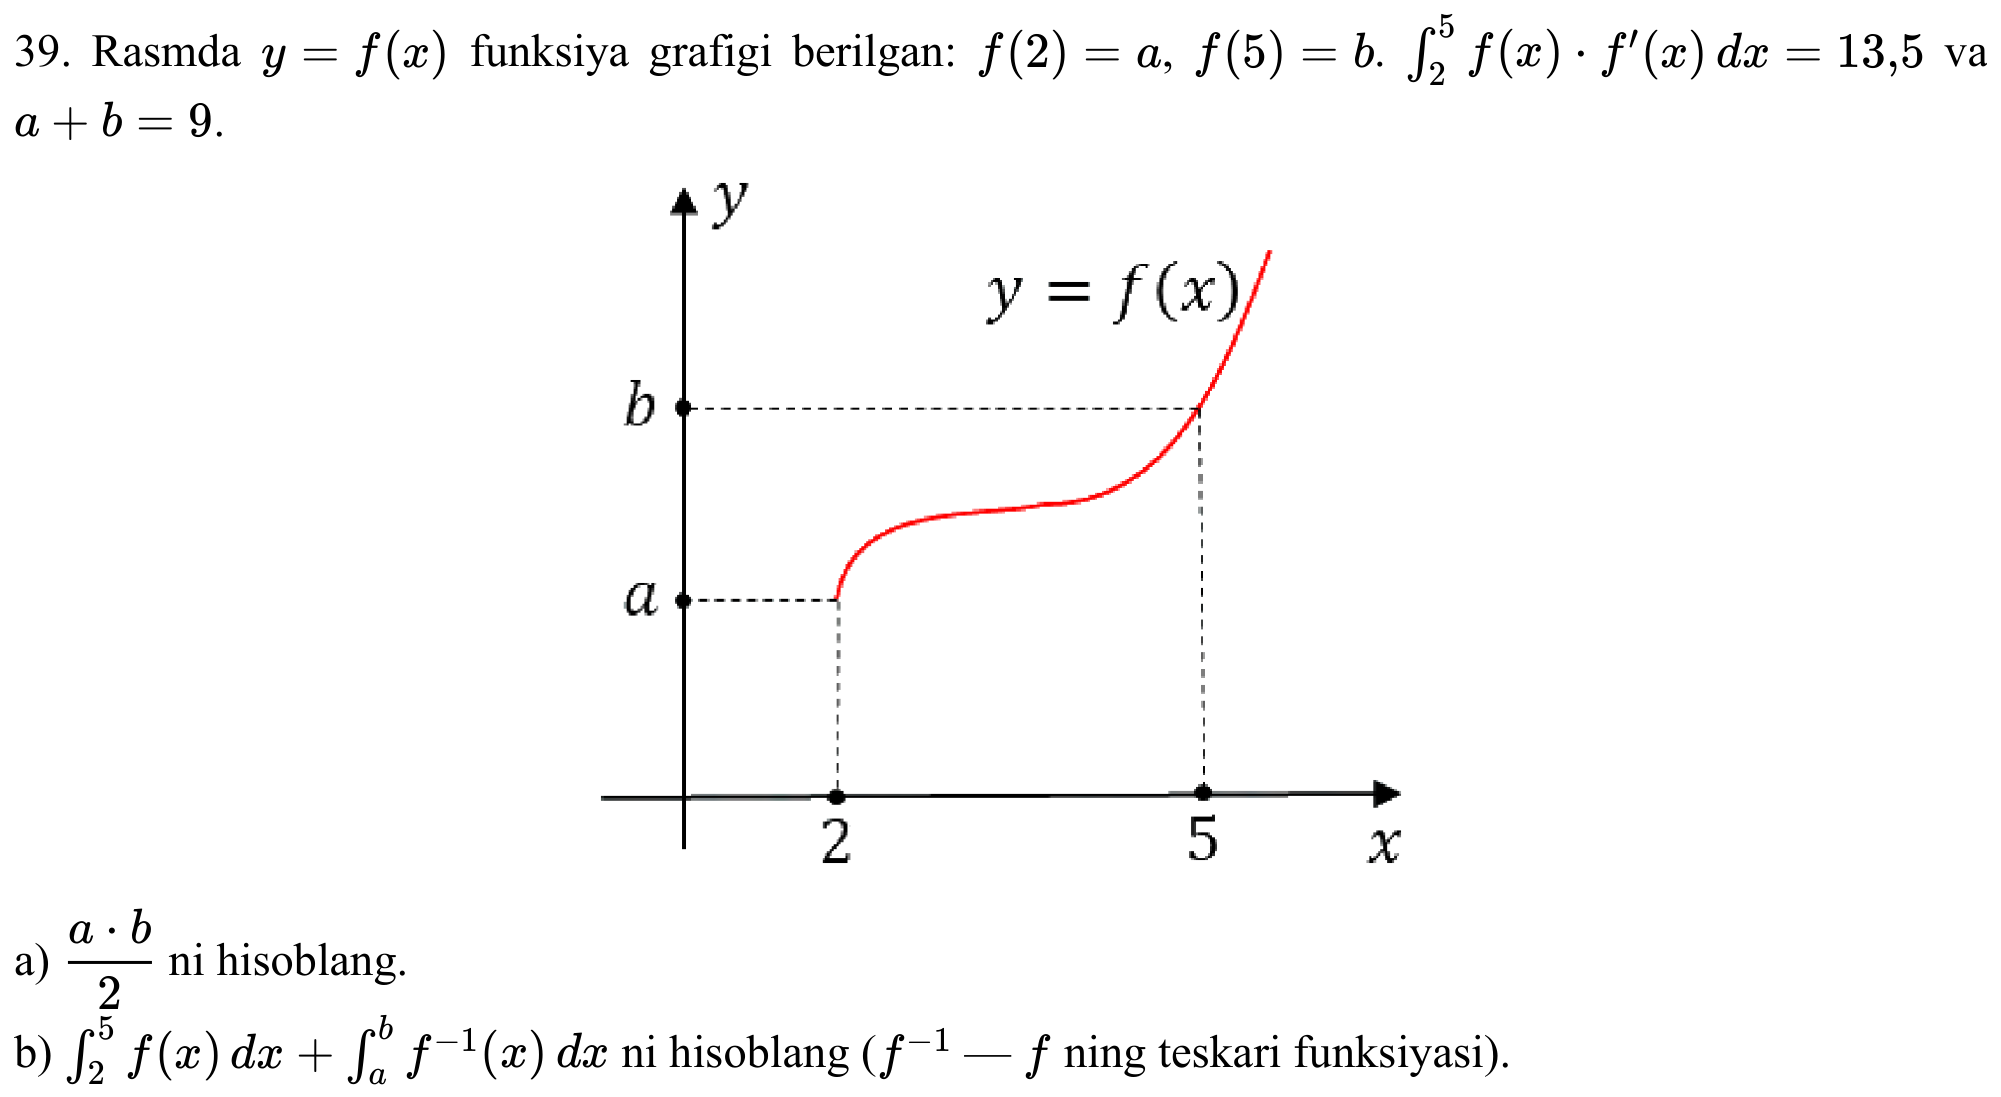 39. Rasmda y = f(x) funksiya grafigi berilgan: f(2) = a, f(5) = b. ∫₂⁵ f(x) · f′(x) dx = 13,5 va
a + b = 9.
y
y = f(x)
b
a
2 5 x
a) (a · b)/2 ni hisoblang.
b) ∫₂⁵ f(x) dx + ∫ₐᵇ f⁻¹(x) dx ni hisoblang (f⁻¹ — f ning teskari funksiyasi).